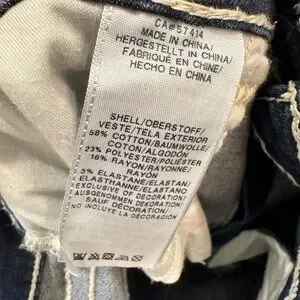 CA#57414
MADE IN CHINA/
HERGESTELLT IN CHINA/
FABRIQUÉ EN CHINE/
HECHO EN CHINA
SHELL/OBERSTOFF/
VESTE/TELA EXTERIOR
58% COTTON/BAUMWOLLE/
COTON/ALGODÓN
23% POLYESTER/POLIÉSTER
16% RAYON/RAYONNE/
RAYÓN
3% ELASTANE/ELASTAN/
ELASTHANNE/ELASTANO
EXCLUSIVE OF DECORATION
/AUSGENOMMEN DEKORATION
/SAUF DÉCORATION
/NO INCLUYE LA DECORACIÓN